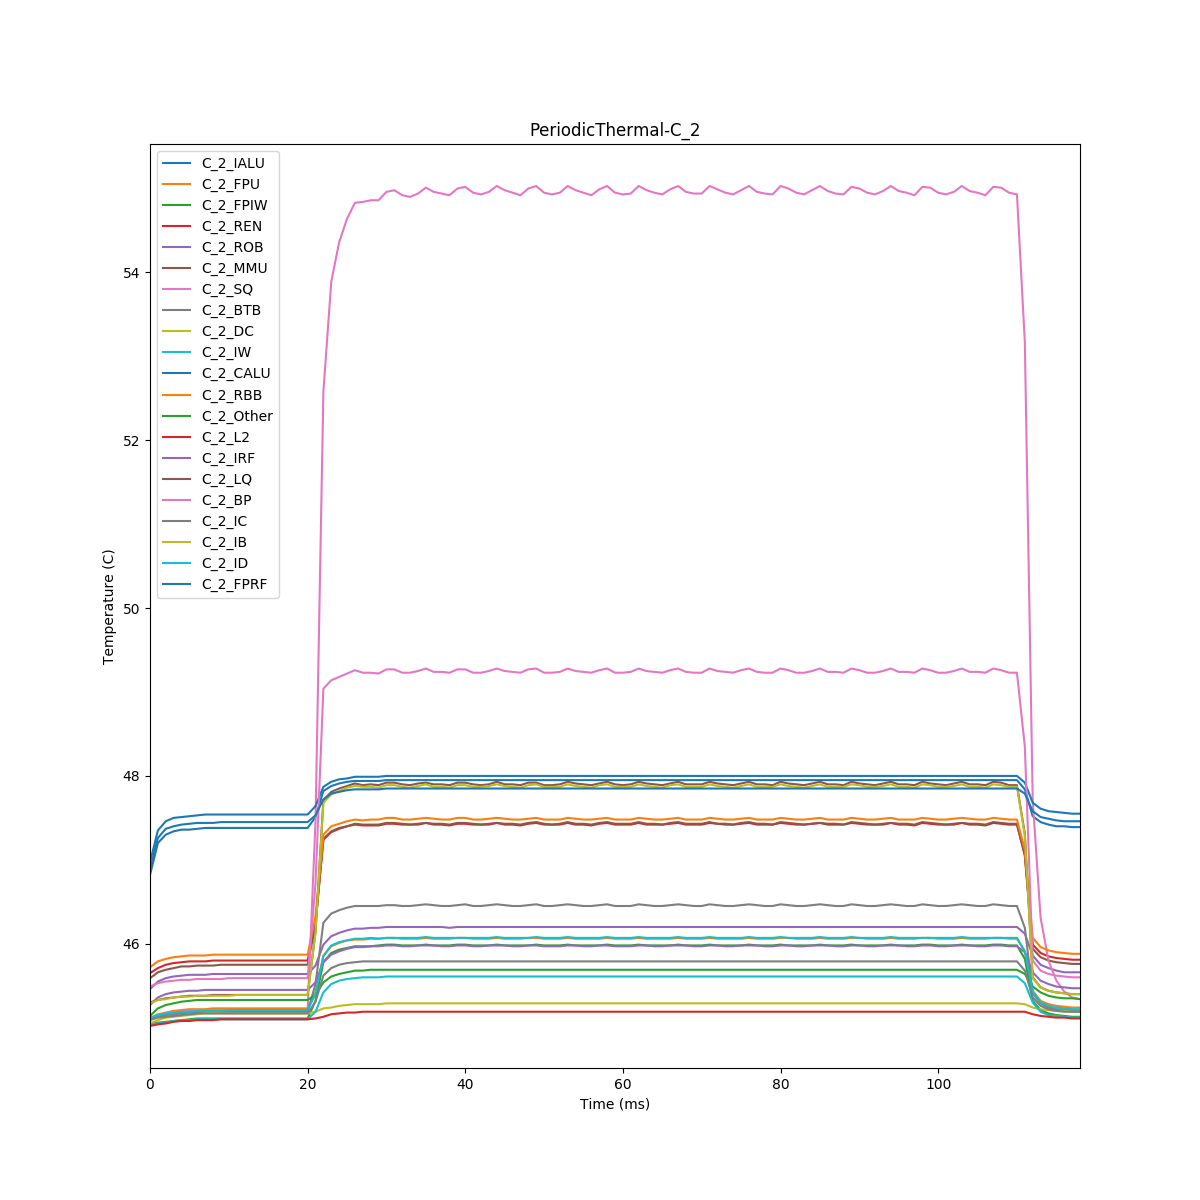 PeriodicThermal-C_2
C_2_IALU
C_2_FPU
C_2_FPIW
C_2_REN
C_2_ROB
C_2_MMU
C_2_SQ
C_2_BTB
C_2_DC
C_2_IW
C_2_CALU
C_2_RBB
C_2_Other
C_2_L2
C_2_IRF
C_2_LQ
C_2_BP
C_2_IC
C_2_IB
C_2_ID
C_2_FPRF
54
52
50
48
46
Temperature (C)
0 20 40 60 80 100
Time (ms)